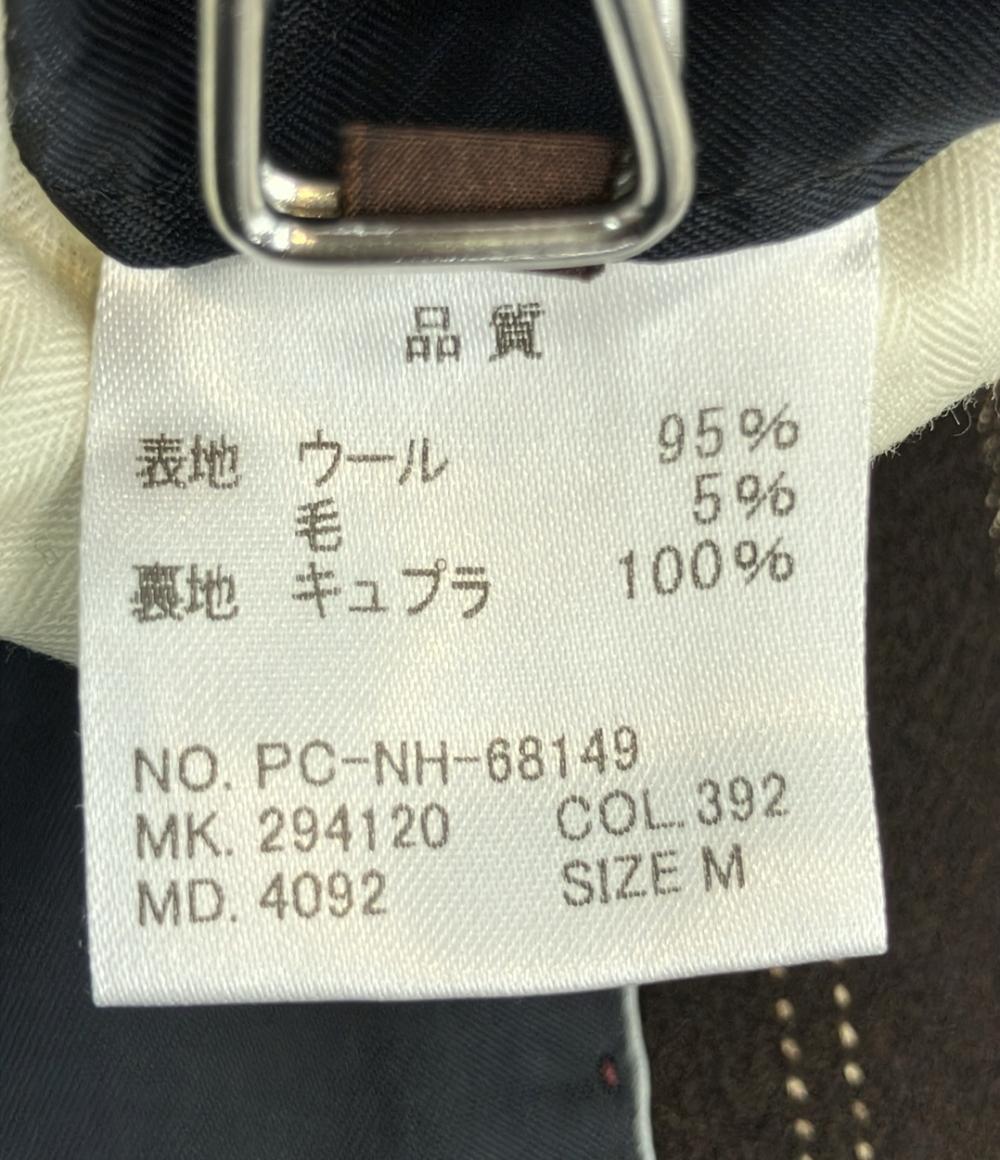 品質
表地 ウール 95%
毛 5%
裏地 キュプラ 100%
NO. PC-NH-68149
MK. 294120 COL. 392
MD. 4092 SIZE M